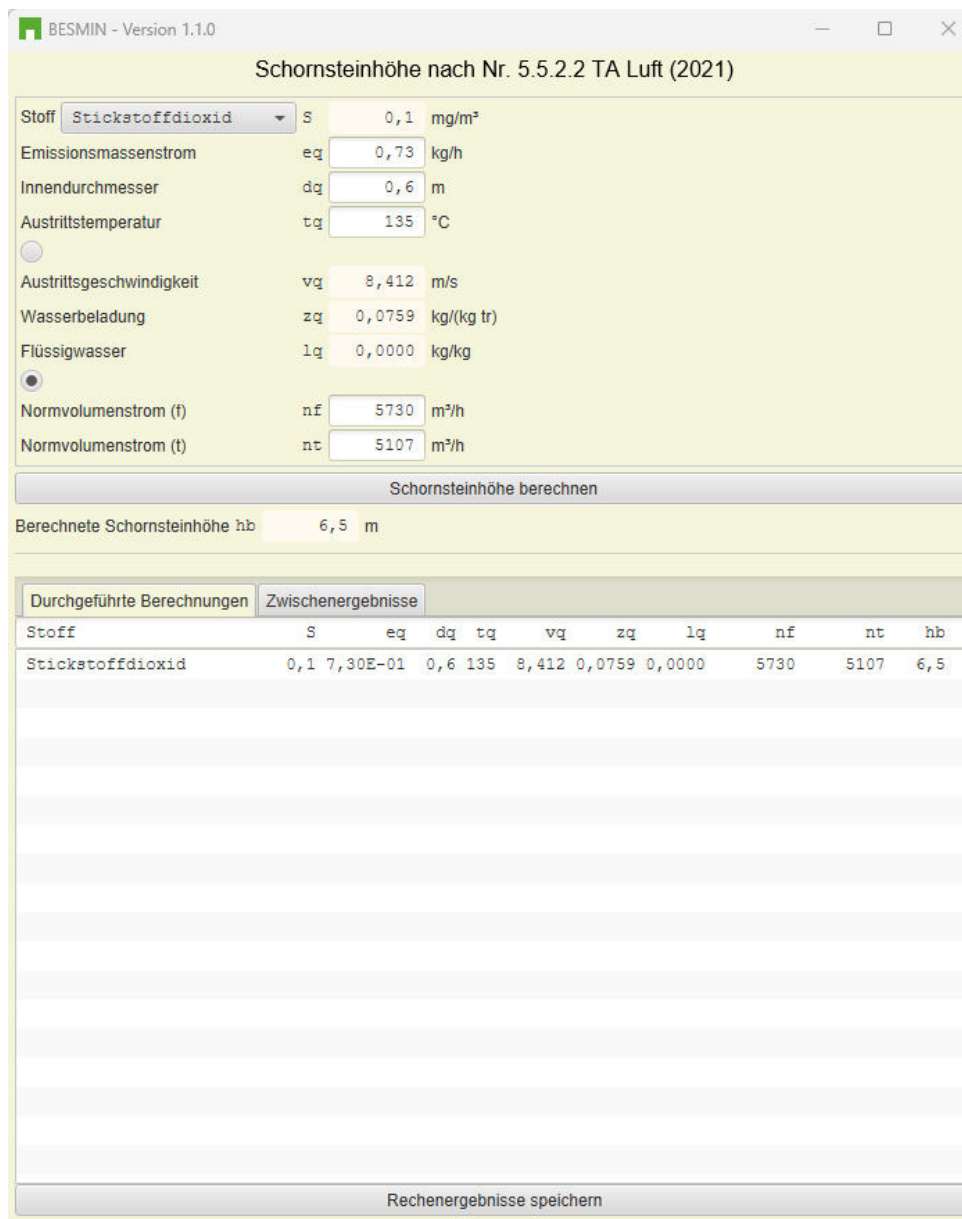 BESMIN - Version 1.1.0
Schornsteinhöhe nach Nr. 5.5.2.2 TA Luft (2021)
Stoff Stickstoffdioxid S 0,1 mg/m³
Emissionsmassenstrom eq 0,73 kg/h
Innendurchmesser dq 0,6 m
Austrittstemperatur tq 135 °C
Austrittsgeschwindigkeit vq 8,412 m/s
Wasserbeladung zq 0,0759 kg/(kg tr)
Flüssigwasser lq 0,0000 kg/kg
Normvolumenstrom (f) nf 5730 m³/h
Normvolumenstrom (t) nt 5107 m³/h
Schornsteinhöhe berechnen
Berechnete Schornsteinhöhe hb 6,5 m
Durchgeführte Berechnungen Zwischenergebnisse
Stoff S eq dq tq vq zq lq nf nt hb
Stickstoffdioxid 0,1 7,30E-01 0,6 135 8,412 0,0759 0,0000 5730 5107 6,5
Rechenergebnisse speichern